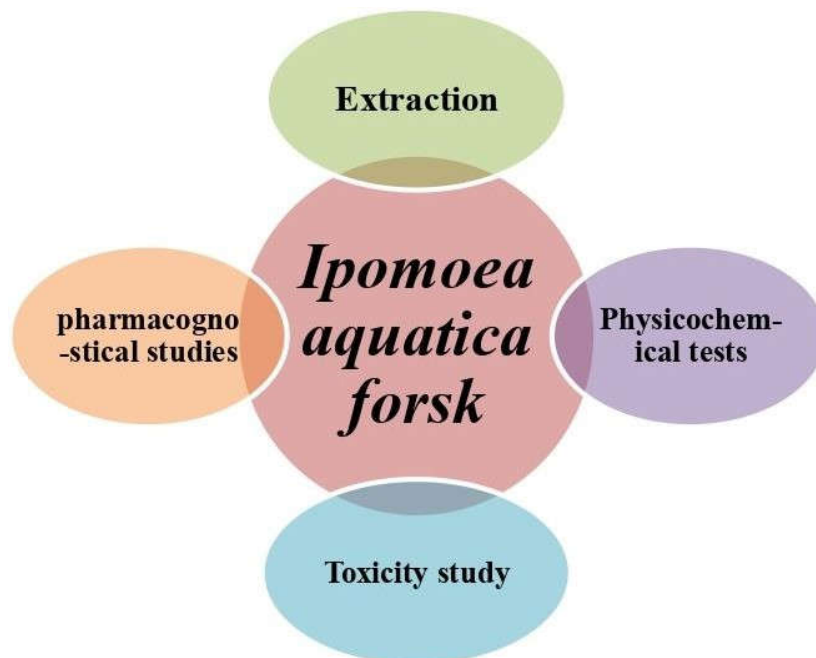 Extraction
Ipomoea
aquatica
forsk
pharmacogno
-stical studies
Physicochem-
ical tests
Toxicity study